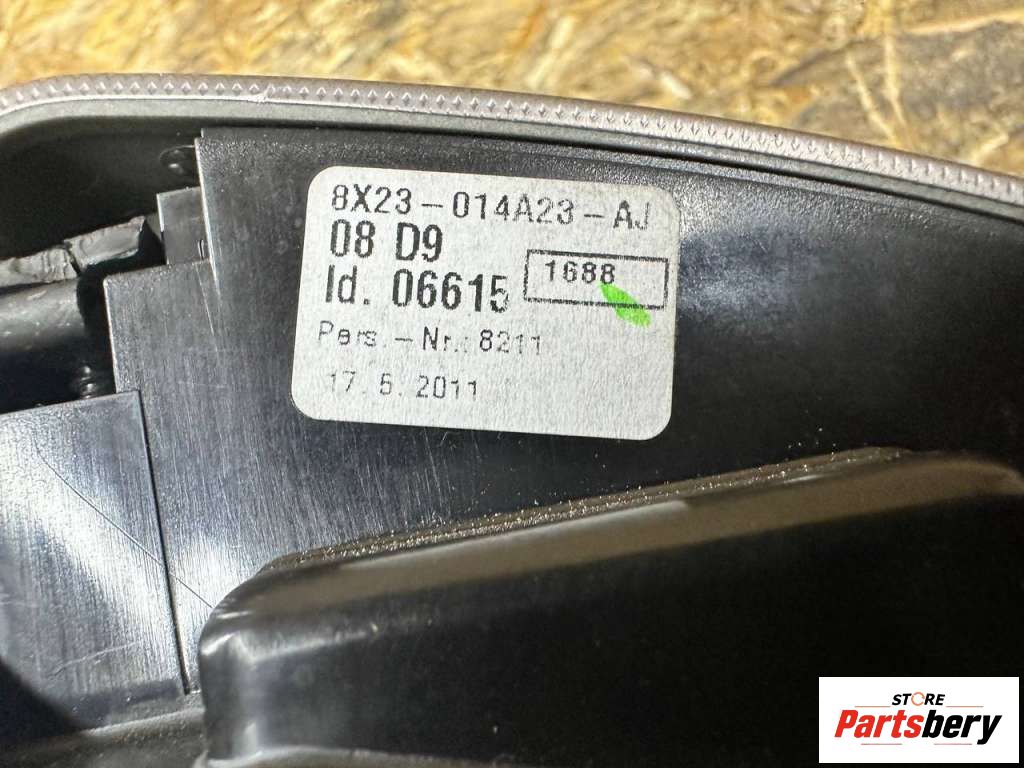 8X23-014A23-AJ
08 D9
Id. 06615
1688
Pers.-Nr.: 8211
17. 5. 2011
STORE
Partsbery